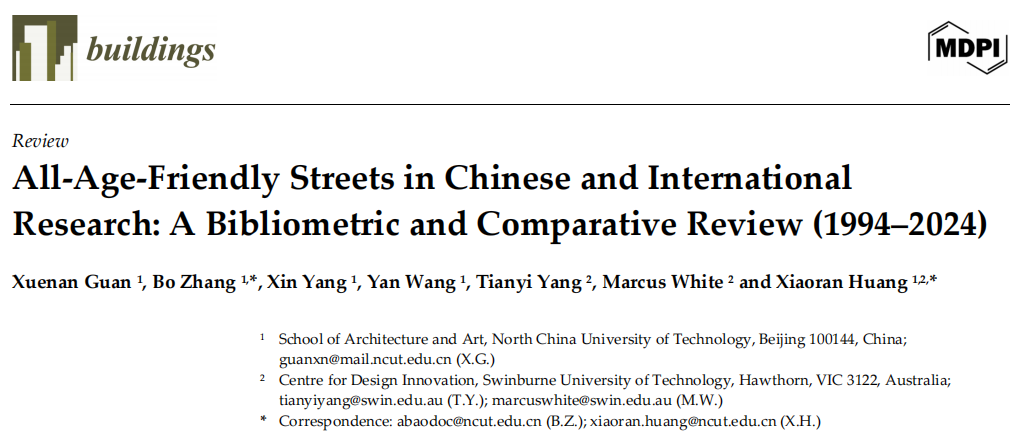 buildings
MDPI
Review
All-Age-Friendly Streets in Chinese and International
Research: A Bibliometric and Comparative Review (1994–2024)
Xuenan Guan 1, Bo Zhang 1,*, Xin Yang 1, Yan Wang 1, Tianyi Yang 2, Marcus White 2 and Xiaoran Huang 1,2,*
1 School of Architecture and Art, North China University of Technology, Beijing 100144, China;
guanxn@mail.ncut.edu.cn (X.G.)
2 Centre for Design Innovation, Swinburne University of Technology, Hawthorn, VIC 3122, Australia;
tianyiyang@swin.edu.au (T.Y.); marcuswhite@swin.edu.au (M.W.)
* Correspondence: abaodoc@ncut.edu.cn (B.Z.); xiaoran.huang@ncut.edu.cn (X.H.)